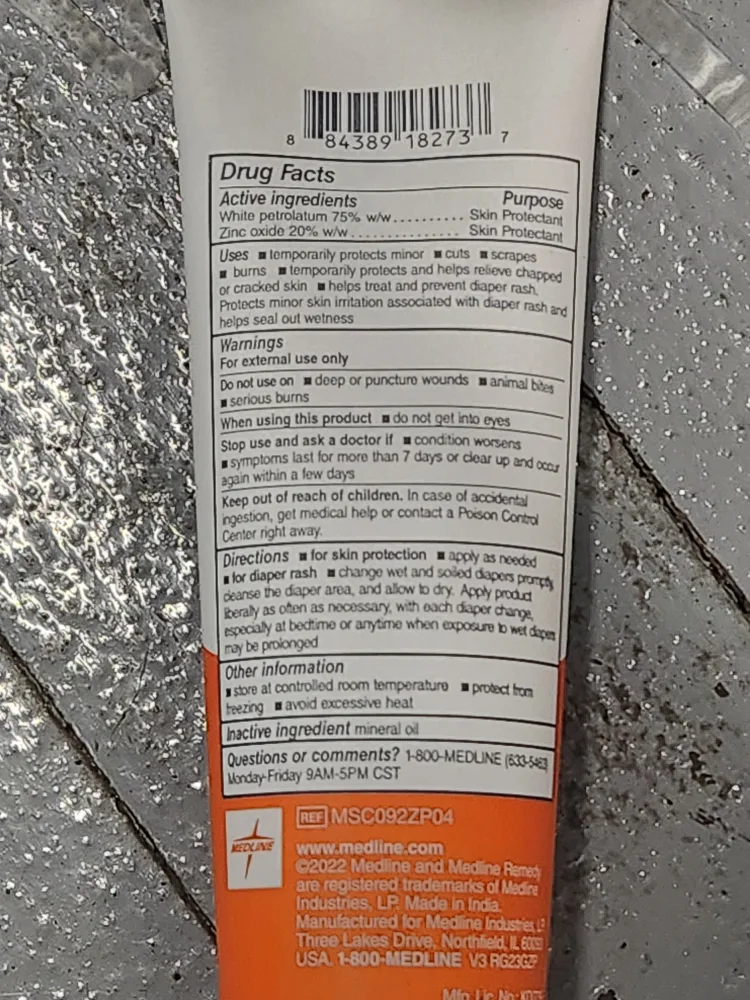 8 84389 18273 7
Drug Facts
Active ingredients Purpose
White petrolatum 75% w/w.......... Skin Protectant
Zinc oxide 20% w/w.............. Skin Protectant
Uses ■ temporarily protects minor ■ cuts ■ scrapes
■ burns ■ temporarily protects and helps relieve chapped
or cracked skin ■ helps treat and prevent diaper rash.
Protects minor skin irritation associated with diaper rash and
helps seal out wetness
Warnings
For external use only
Do not use on ■ deep or puncture wounds ■ animal bites
■ serious burns
When using this product ■ do not get into eyes
Stop use and ask a doctor if ■ condition worsens
■ symptoms last for more than 7 days or clear up and occur
again within a few days
Keep out of reach of children. In case of accidental
ingestion, get medical help or contact a Poison Control
Center right away.
Directions ■ for skin protection ■ apply as needed
■ for diaper rash ■ change wet and soiled diapers promptly,
cleanse the diaper area, and allow to dry. Apply product
liberally as often as necessary, with each diaper change,
especially at bedtime or anytime when exposure to wet diapers
may be prolonged
Other information
■ store at controlled room temperature ■ protect from
freezing ■ avoid excessive heat
Inactive ingredient mineral oil
Questions or comments? 1-800-MEDLINE (633-5463)
Monday-Friday 9AM-5PM CST
REF MSC092ZP04
MEDLINE
www.medline.com
©2022 Medline and Medline Remedy
are registered trademarks of Medline
Industries, LP. Made in India.
Manufactured for Medline Industries, LP
Three Lakes Drive, Northfield, IL 60093
USA. 1-800-MEDLINE V3 RG23GZP
Mfg. Lic. No.